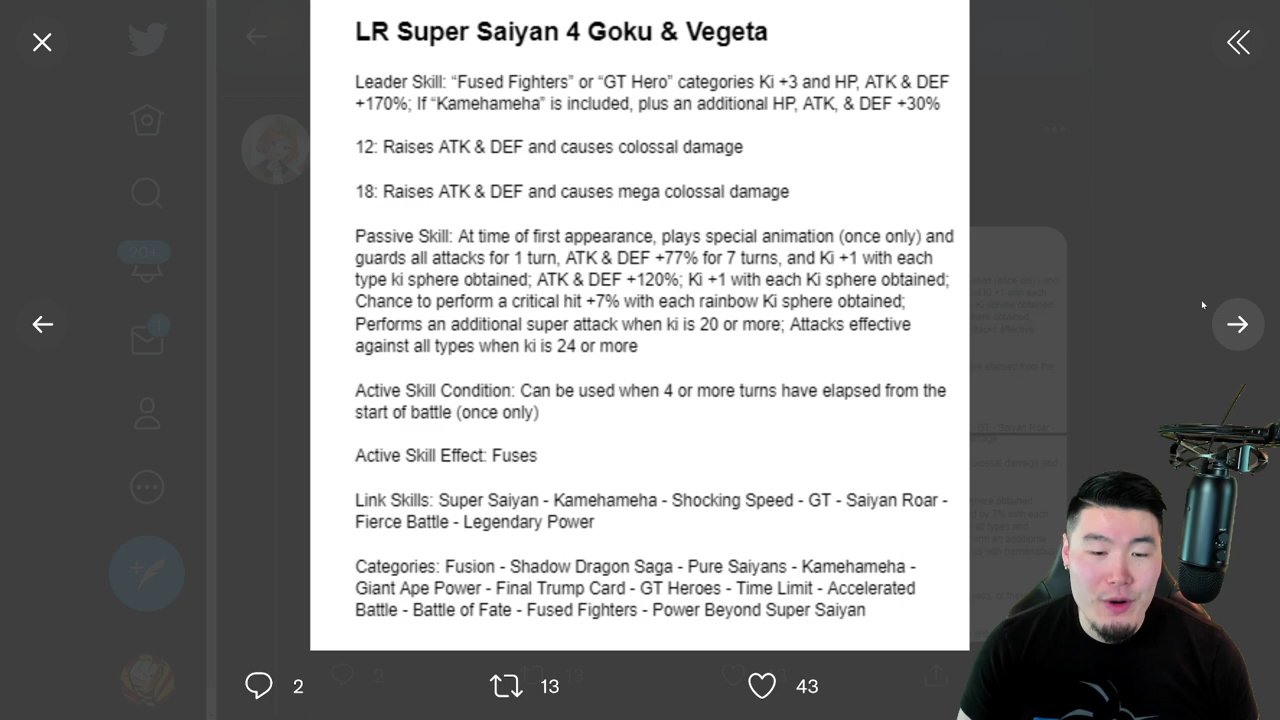 LR Super Saiyan 4 Goku & Vegeta
Leader Skill: “Fused Fighters” or “GT Hero” categories Ki +3 and HP, ATK & DEF
+170%; If “Kamehameha” is included, plus an additional HP, ATK, & DEF +30%
12: Raises ATK & DEF and causes colossal damage
18: Raises ATK & DEF and causes mega colossal damage
Passive Skill: At time of first appearance, plays special animation (once only) and
guards all attacks for 1 turn, ATK & DEF +77% for 7 turns, and Ki +1 with each
type ki sphere obtained; ATK & DEF +120%; Ki +1 with each Ki sphere obtained;
Chance to perform a critical hit +7% with each rainbow Ki sphere obtained;
Performs an additional super attack when ki is 20 or more; Attacks effective
against all types when ki is 24 or more
Active Skill Condition: Can be used when 4 or more turns have elapsed from the
start of battle (once only)
Active Skill Effect: Fuses
Link Skills: Super Saiyan - Kamehameha - Shocking Speed - GT - Saiyan Roar -
Fierce Battle - Legendary Power
Categories: Fusion - Shadow Dragon Saga - Pure Saiyans - Kamehameha -
Giant Ape Power - Final Trump Card - GT Heroes - Time Limit - Accelerated
Battle - Battle of Fate - Fused Fighters - Power Beyond Super Saiyan
20+
1
2
13
43